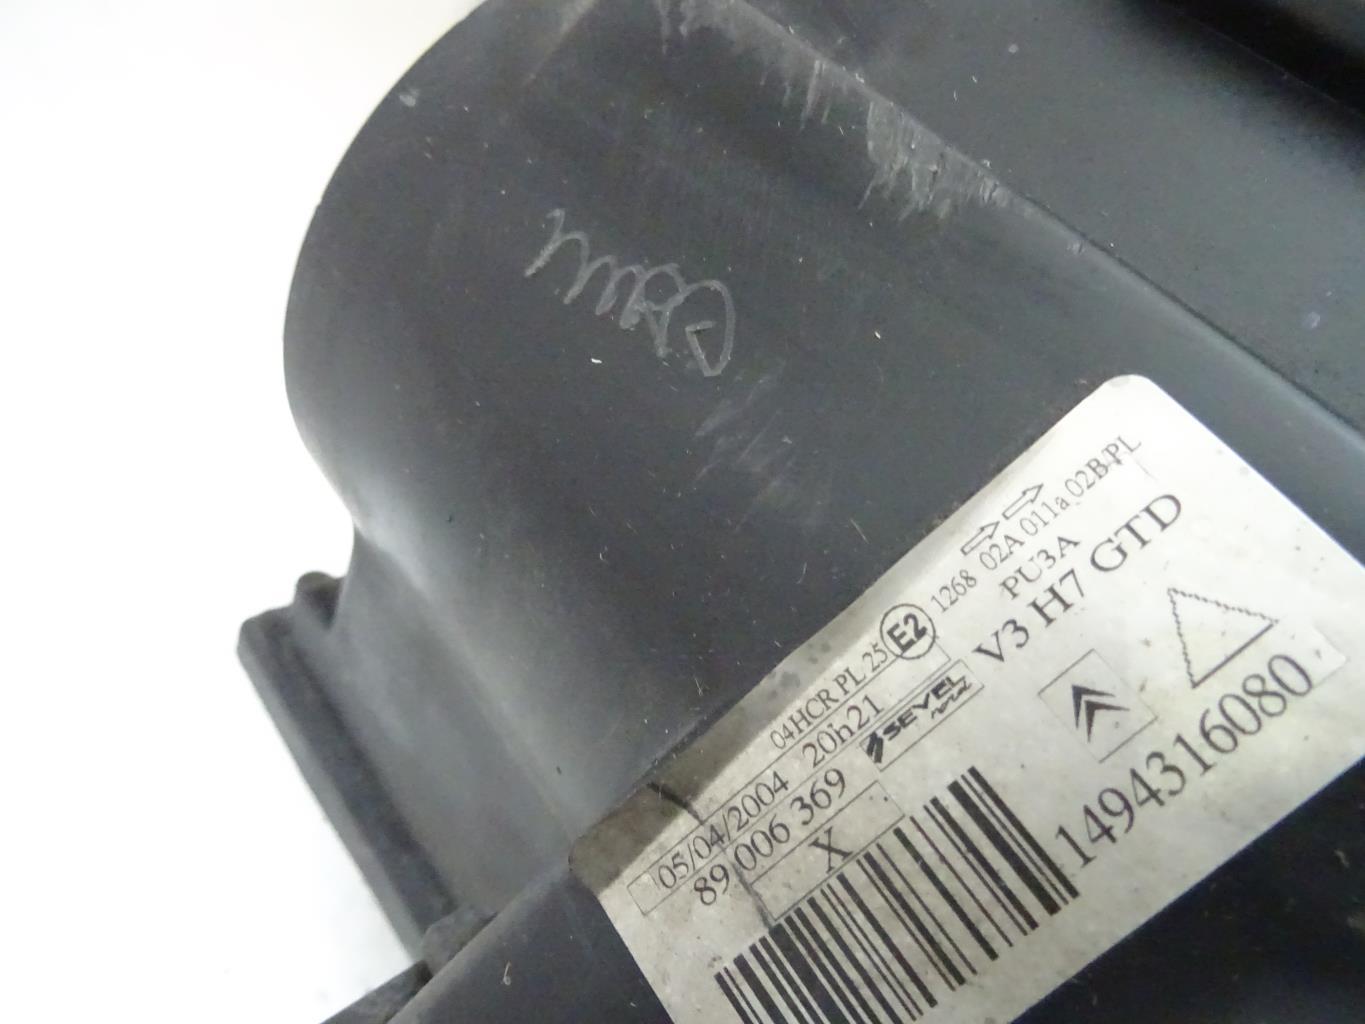 04HCR PL 25 E2 1268 02A 011a 02B-PL
05/04/2004 20h21
PU3A
89 006 369 SEVEL V3 H7 GTD
X
1494316080